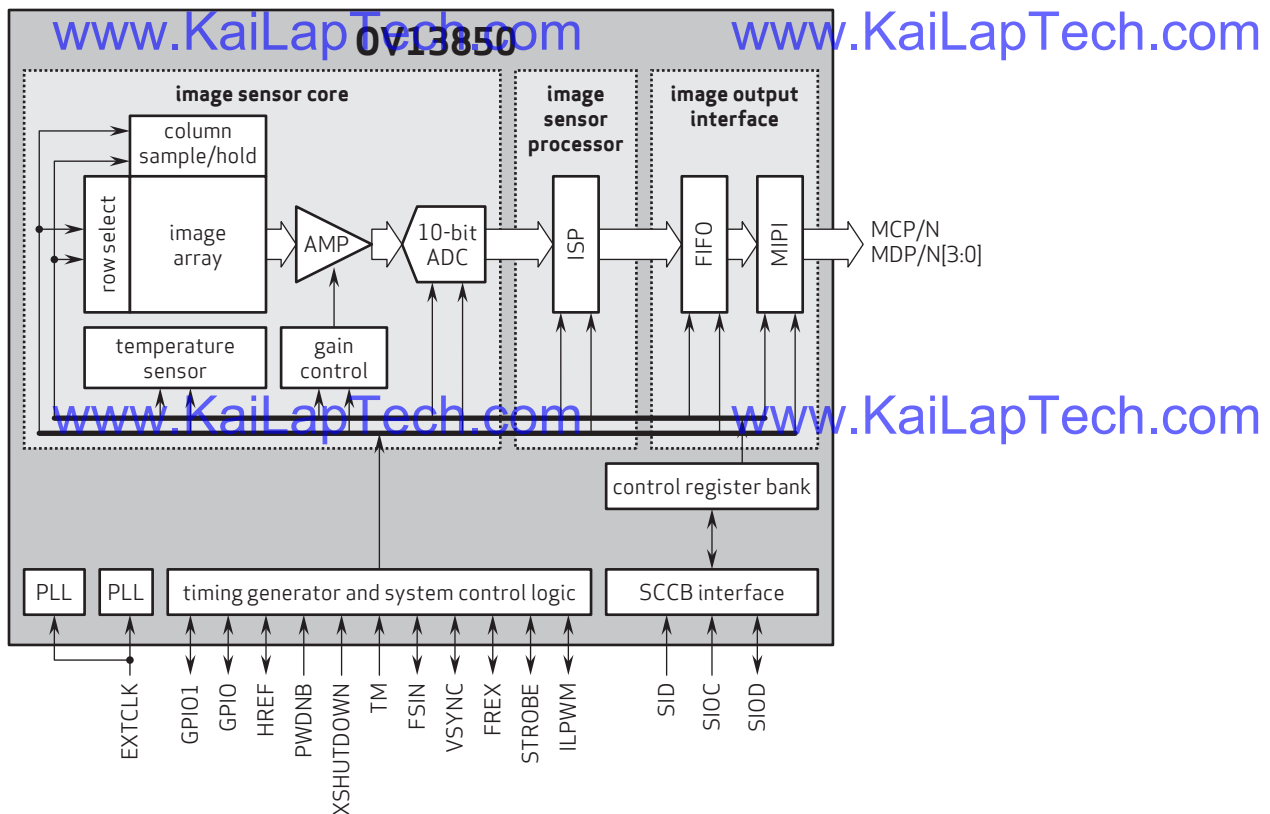 www.KaiLapTech.com
www.KaiLapTech.com
OV13850
image sensor core
image
sensor
processor
image output
interface
column
sample/hold
row select
image
array
AMP
10-bit
ADC
ISP
FIFO
MIPI
MCP/N
MDP/N[3:0]
temperature
sensor
gain
control
www.KaiLapTech.com
www.KaiLapTech.com
control register bank
PLL
PLL
timing generator and system control logic
SCCB interface
EXTCLK
GPIO1
GPIO
HREF
PWDNB
XSHUTDOWN
TM
FSIN
VSYNC
FREX
STROBE
ILPWM
SID
SIOC
SIOD